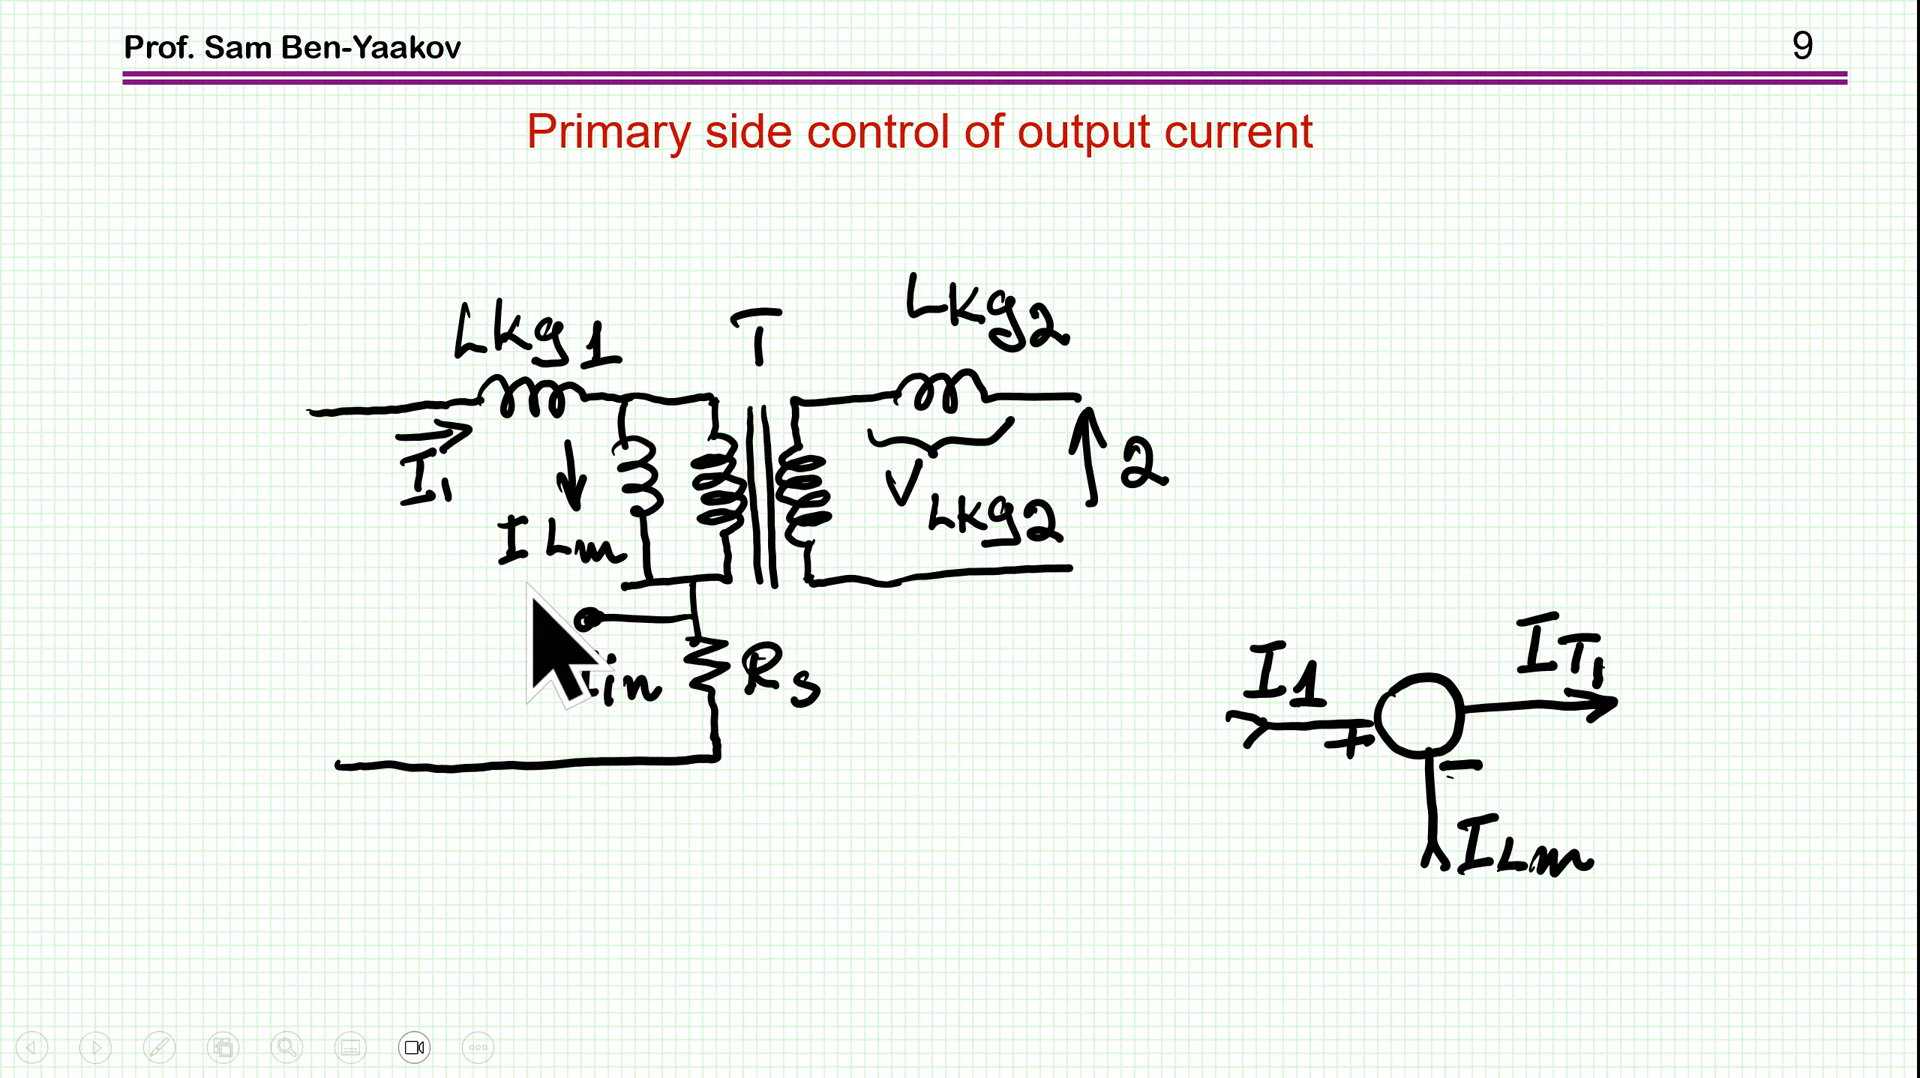 Prof. Sam Ben-Yaakov
9
Primary side control of output current
Lkg1
T
Lkg2
I1
ILm
VLkg2
2
Rs
I1
+
IT1
−
ILm